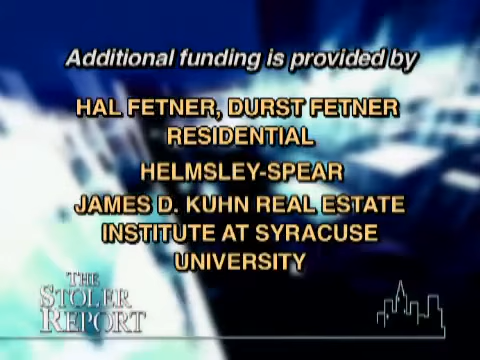 Additional funding is provided by
HAL FETNER, DURST FETNER
RESIDENTIAL
HELMSLEY-SPEAR
JAMES D. KUHN REAL ESTATE
INSTITUTE AT SYRACUSE
UNIVERSITY
THE
STOLER
REPORT